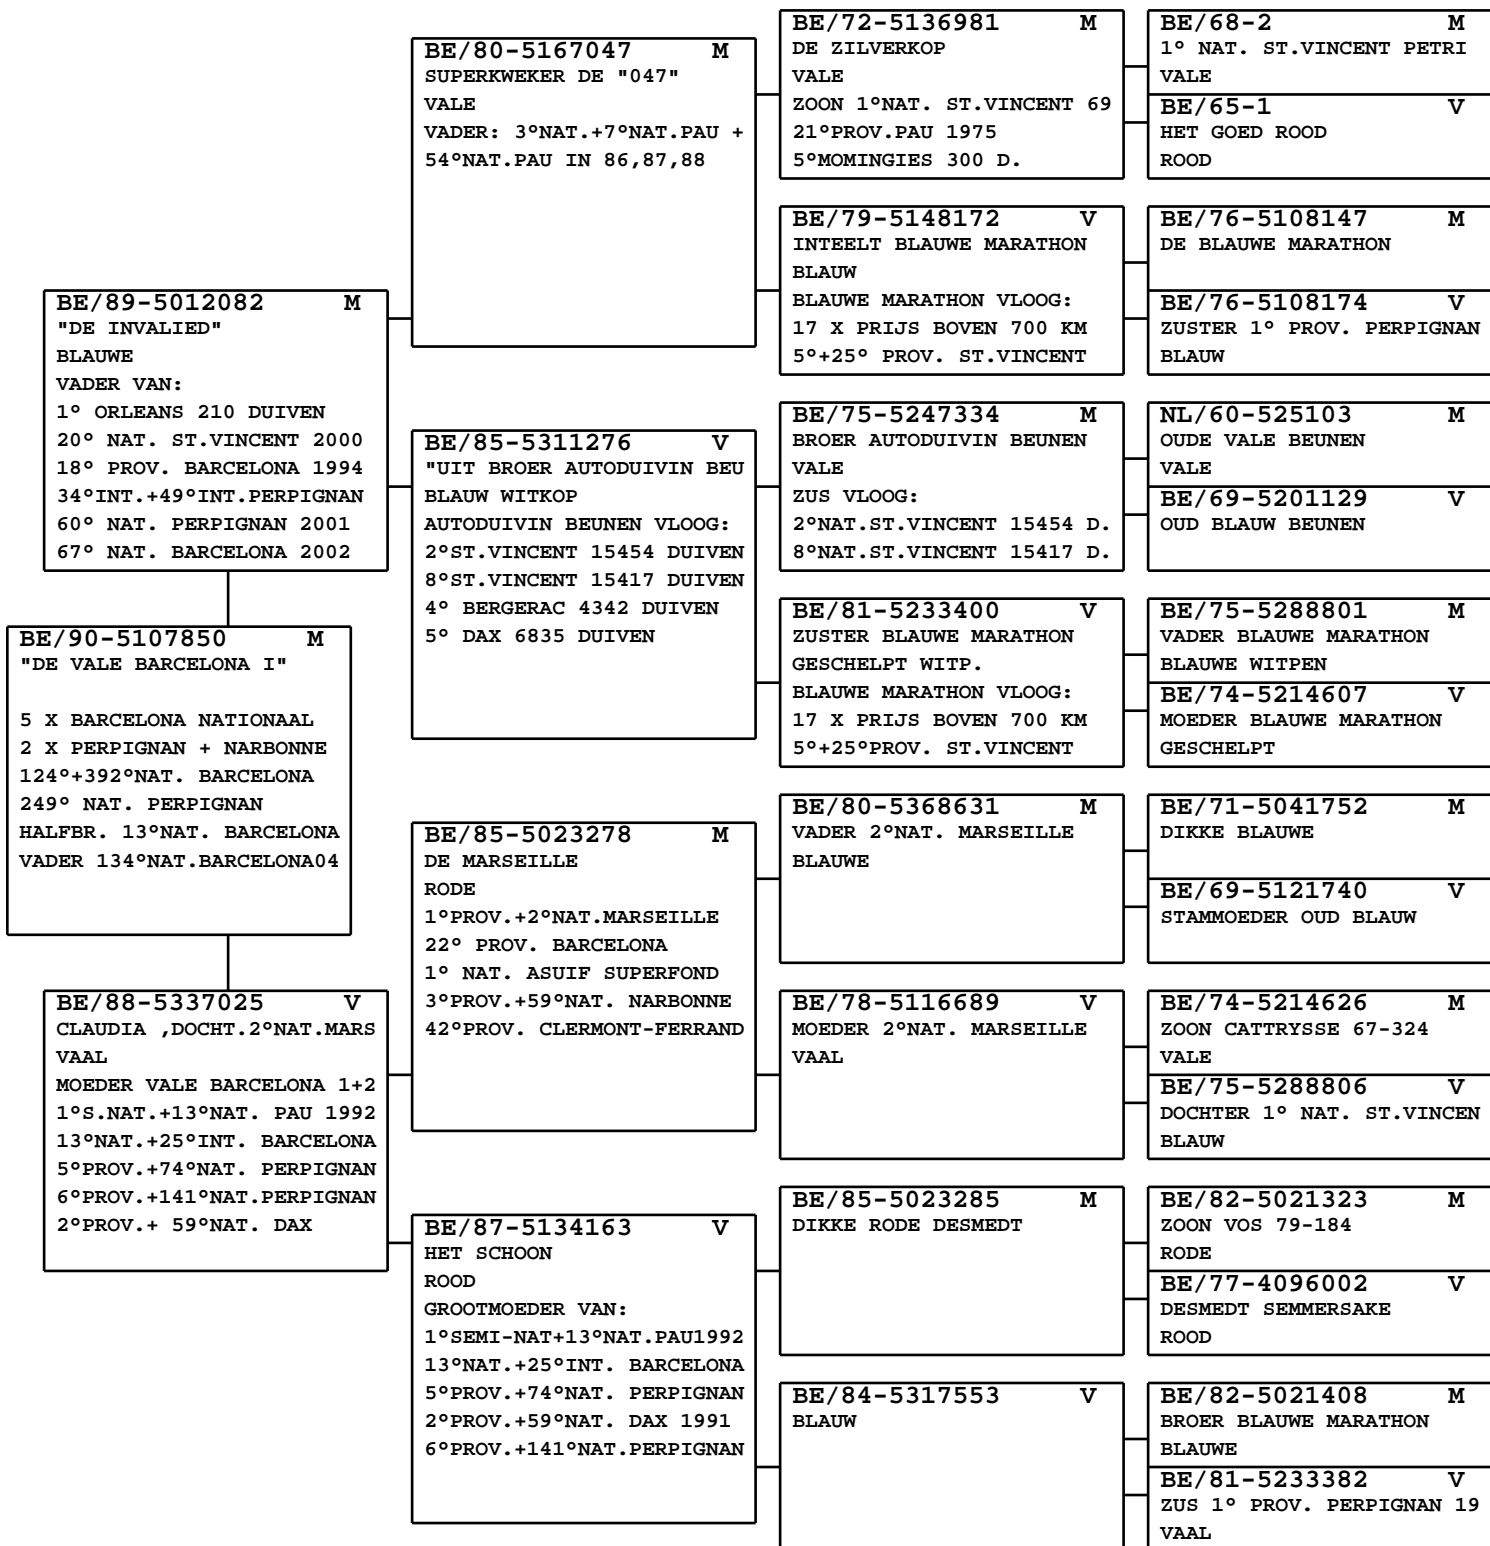 BE/90-5107850 M
"DE VALE BARCELONA I"
5 X BARCELONA NATIONAAL
2 X PERPIGNAN + NARBONNE
124°+392°NAT. BARCELONA
249° NAT. PERPIGNAN
HALFBR. 13°NAT. BARCELONA
VADER 134°NAT.BARCELONA04
BE/89-5012082 M
"DE INVALIED"
BLAUWE
VADER VAN:
1° ORLEANS 210 DUIVEN
20° NAT. ST.VINCENT 2000
18° PROV. BARCELONA 1994
34°INT.+49°INT.PERPIGNAN
60° NAT. PERPIGNAN 2001
67° NAT. BARCELONA 2002
BE/88-5337025 V
CLAUDIA ,DOCHT.2°NAT.MARS
VAAL
MOEDER VALE BARCELONA 1+2
1°S.NAT.+13°NAT. PAU 1992
13°NAT.+25°INT. BARCELONA
5°PROV.+74°NAT. PERPIGNAN
6°PROV.+141°NAT.PERPIGNAN
2°PROV.+ 59°NAT. DAX
BE/80-5167047 M
SUPERKWEKER DE "047"
VALE
VADER: 3°NAT.+7°NAT.PAU +
54°NAT.PAU IN 86,87,88
BE/85-5311276 V
"UIT BROER AUTODUIVIN BEU
BLAUW WITKOP
AUTODUIVIN BEUNEN VLOOG:
2°ST.VINCENT 15454 DUIVEN
8°ST.VINCENT 15417 DUIVEN
4° BERGERAC 4342 DUIVEN
5° DAX 6835 DUIVEN
BE/85-5023278 M
DE MARSEILLE
RODE
1°PROV.+2°NAT.MARSEILLE
22° PROV. BARCELONA
1° NAT. ASUIF SUPERFOND
3°PROV.+59°NAT. NARBONNE
42°PROV. CLERMONT-FERRAND
BE/87-5134163 V
HET SCHOON
ROOD
GROOTMOEDER VAN:
1°SEMI-NAT+13°NAT.PAU1992
13°NAT.+25°INT. BARCELONA
5°PROV.+74°NAT. PERPIGNAN
2°PROV.+59°NAT. DAX 1991
6°PROV.+141°NAT.PERPIGNAN
BE/72-5136981 M
DE ZILVERKOP
VALE
ZOON 1°NAT. ST.VINCENT 69
21°PROV.PAU 1975
5°MOMINGIES 300 D.
BE/79-5148172 V
INTEELT BLAUWE MARATHON
BLAUW
BLAUWE MARATHON VLOOG:
17 X PRIJS BOVEN 700 KM
5°+25° PROV. ST.VINCENT
BE/75-5247334 M
BROER AUTODUIVIN BEUNEN
VALE
ZUS VLOOG:
2°NAT.ST.VINCENT 15454 D.
8°NAT.ST.VINCENT 15417 D.
BE/81-5233400 V
ZUSTER BLAUWE MARATHON
GESCHELPT WITP.
BLAUWE MARATHON VLOOG:
17 X PRIJS BOVEN 700 KM
5°+25°PROV. ST.VINCENT
BE/80-5368631 M
VADER 2°NAT. MARSEILLE
BLAUWE
BE/78-5116689 V
MOEDER 2°NAT. MARSEILLE
VAAL
BE/85-5023285 M
DIKKE RODE DESMEDT
BE/84-5317553 V
BLAUW
BE/68-2 M
1° NAT. ST.VINCENT PETRI
VALE
BE/65-1 V
HET GOED ROOD
ROOD
BE/76-5108147 M
DE BLAUWE MARATHON
BE/76-5108174 V
ZUSTER 1° PROV. PERPIGNAN
BLAUW
NL/60-525103 M
OUDE VALE BEUNEN
VALE
BE/69-5201129 V
OUD BLAUW BEUNEN
BE/75-5288801 M
VADER BLAUWE MARATHON
BLAUWE WITPEN
BE/74-5214607 V
MOEDER BLAUWE MARATHON
GESCHELPT
BE/71-5041752 M
DIKKE BLAUWE
BE/69-5121740 V
STAMMOEDER OUD BLAUW
BE/74-5214626 M
ZOON CATTRYSSE 67-324
VALE
BE/75-5288806 V
DOCHTER 1° NAT. ST.VINCEN
BLAUW
BE/82-5021323 M
ZOON VOS 79-184
RODE
BE/77-4096002 V
DESMEDT SEMMERSAKE
ROOD
BE/82-5021408 M
BROER BLAUWE MARATHON
BLAUWE
BE/81-5233382 V
ZUS 1° PROV. PERPIGNAN 19
VAAL